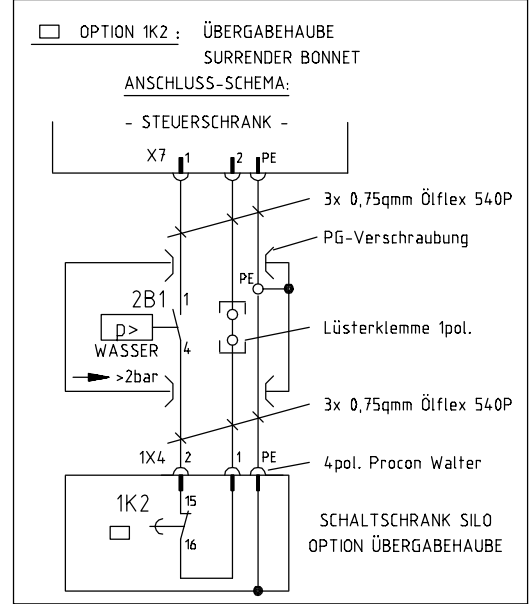 OPTION 1K2 : ÜBERGABEHAUBE
SURRENDER BONNET
ANSCHLUSS-SCHEMA:
- STEUERSCHRANK -
X7 1 2 PE
3x 0,75qmm Ölflex 540P
PG-Verschraubung
PE
2B1 1
p>
4
WASSER
Lüsterklemme 1pol.
>2bar
3x 0,75qmm Ölflex 540P
1X4 2 1 PE
4pol. Procon Walter
1K2 15
16
SCHALTSCHRANK SILO
OPTION ÜBERGABEHAUBE